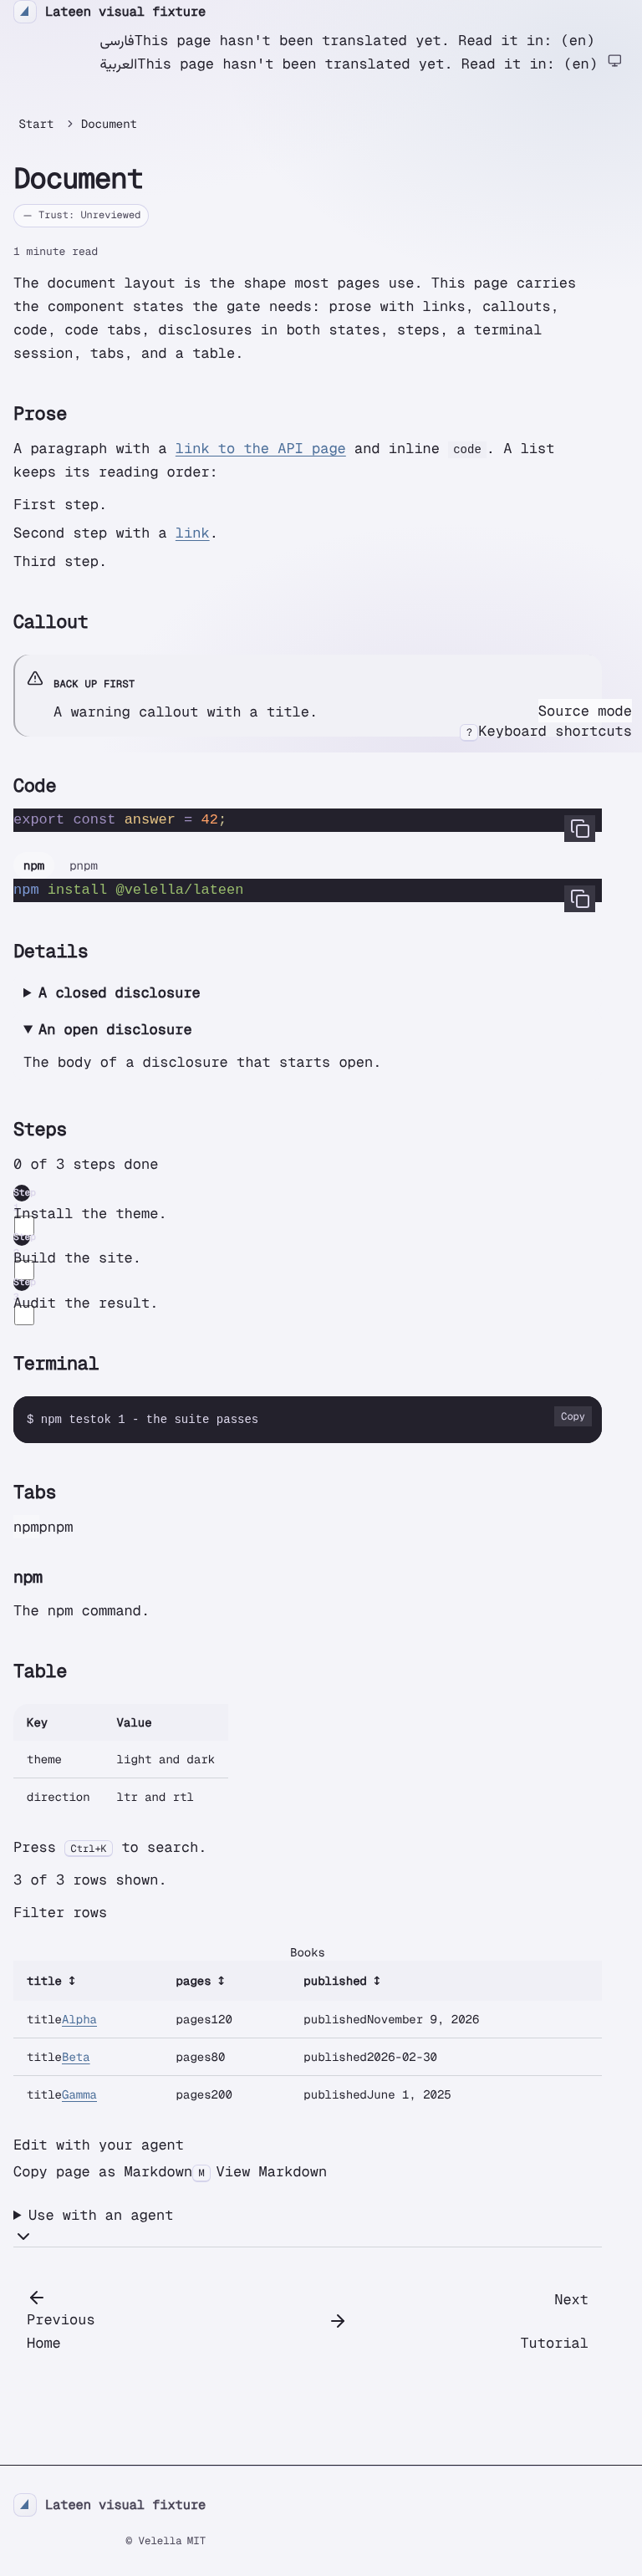 Lateen visual fixture
فارسیThis page hasn't been translated yet. Read it in: (en)
العربيةThis page hasn't been translated yet. Read it in: (en)
Start > Document
Document
— Trust: Unreviewed
1 minute read
The document layout is the shape most pages use. This page carries
the component states the gate needs: prose with links, callouts,
code, code tabs, disclosures in both states, steps, a terminal
session, tabs, and a table.
Prose
A paragraph with a link to the API page and inline code. A list
keeps its reading order:
First step.
Second step with a link.
Third step.
Callout
BACK UP FIRST
A warning callout with a title.
Source mode
? Keyboard shortcuts
Code
export const answer = 42;
npm pnpm
npm install @velella/lateen
Details
A closed disclosure
An open disclosure
The body of a disclosure that starts open.
Steps
0 of 3 steps done
Step
Install the theme.
Step
Build the site.
Step
Audit the result.
Terminal
$ npm testok 1 - the suite passes
Copy
Tabs
npmpnpm
npm
The npm command.
Table
Key Value
theme light and dark
direction ltr and rtl
Press Ctrl+K to search.
3 of 3 rows shown.
Filter rows
Books
title ↕ pages ↕ published ↕
titleAlpha pages120 publishedNovember 9, 2026
titleBeta pages80 published2026-02-30
titleGamma pages200 publishedJune 1, 2025
Edit with your agent
Copy page as Markdown M View Markdown
Use with an agent
Previous
Home
Next
Tutorial
Lateen visual fixture
© Velella MIT